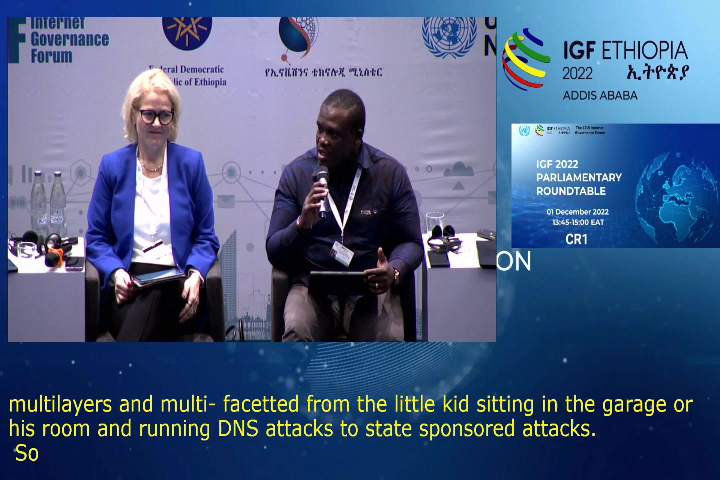 Internet
Governance
Forum
Federal Democratic
Republic of Ethiopia
የኢኖቬሽንና ቴክኖሎጂ ሚኒስቴር
U
N
IGF ETHIOPIA
2022 ኢትዮጵያ
ADDIS ABABA
IGF 2022
PARLIAMENTARY
ROUNDTABLE
01 December 2022
13:45-15:00 EAT
CR1
ON
multilayers and multi- facetted from the little kid sitting in the garage or
his room and running DNS attacks to state sponsored attacks.
So